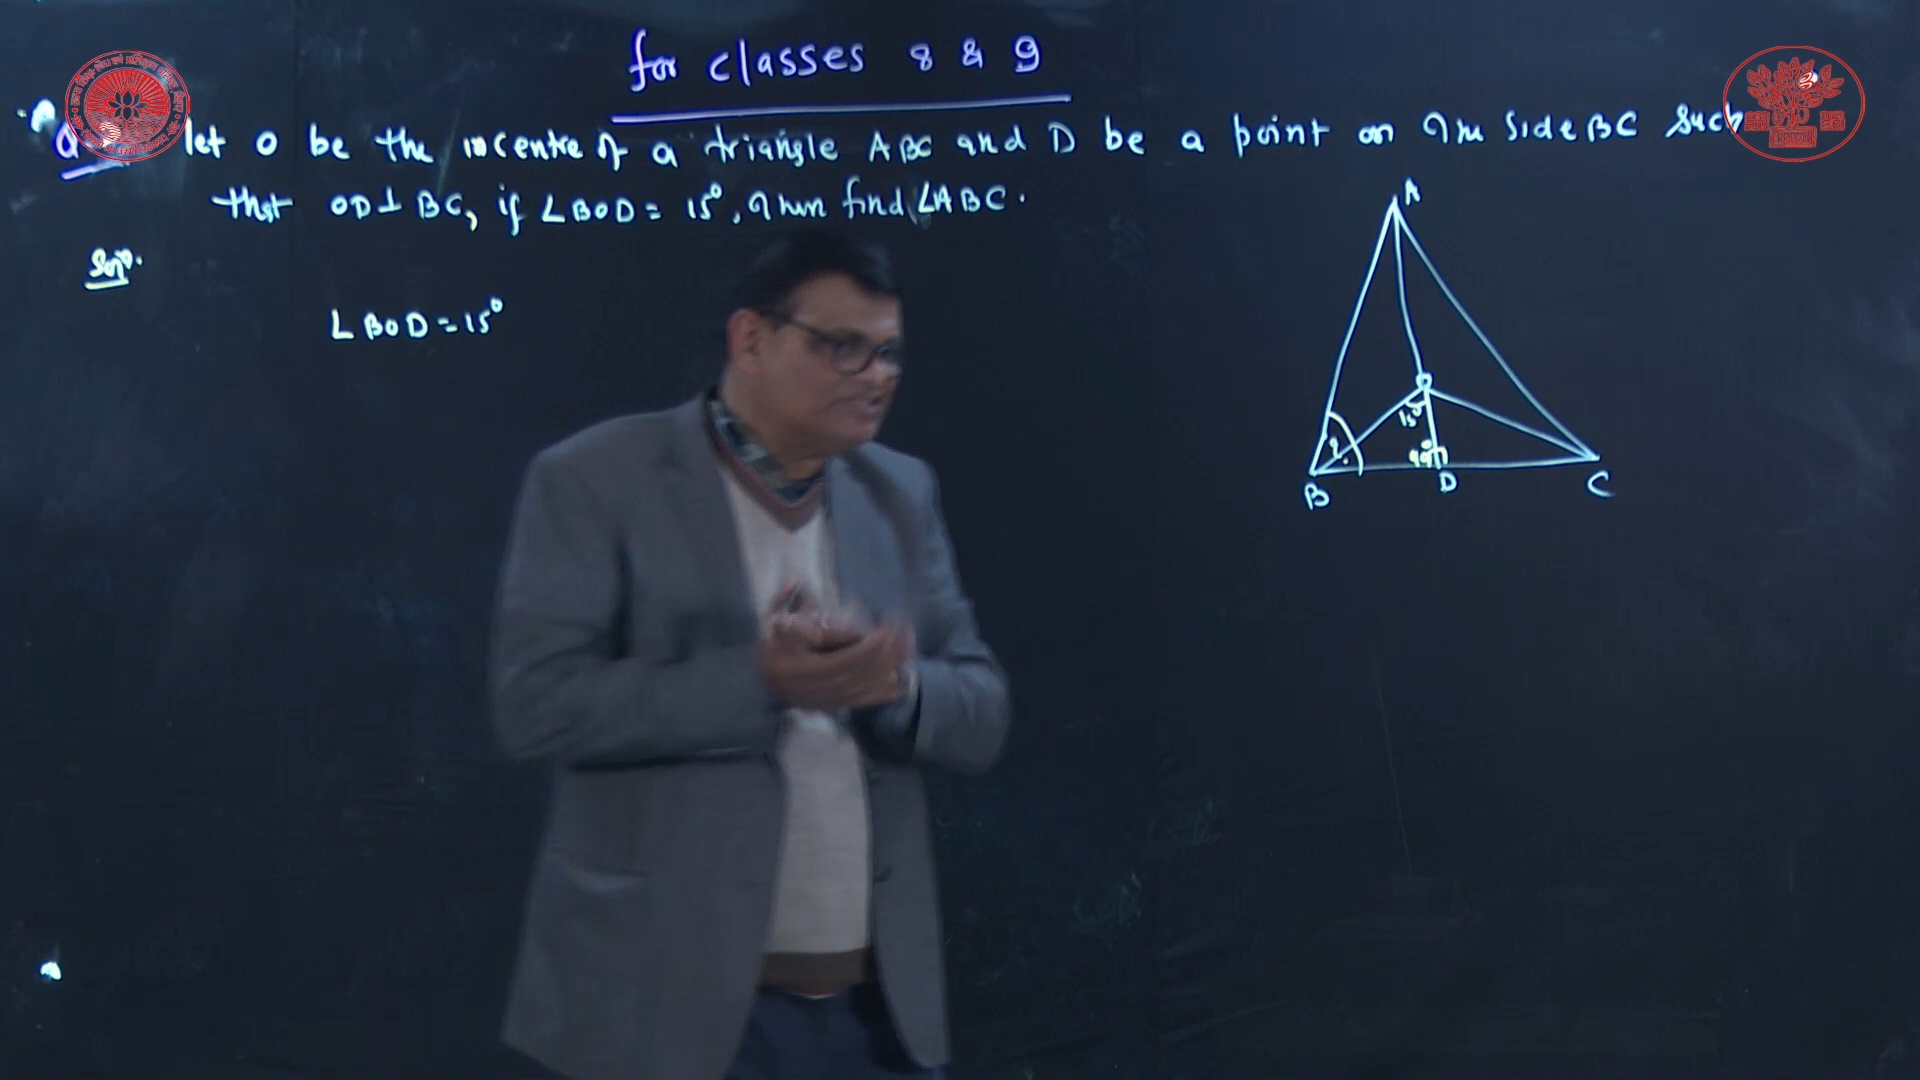 for classes 8 & 9
Q let O be the incentre of a triangle ABC and D be a point on the side BC such
that OD⊥BC, if ∠BOD = 15°, then find ∠ABC.
Solⁿ.
∠BOD = 15°
A
O
15°
?
90°
B D C